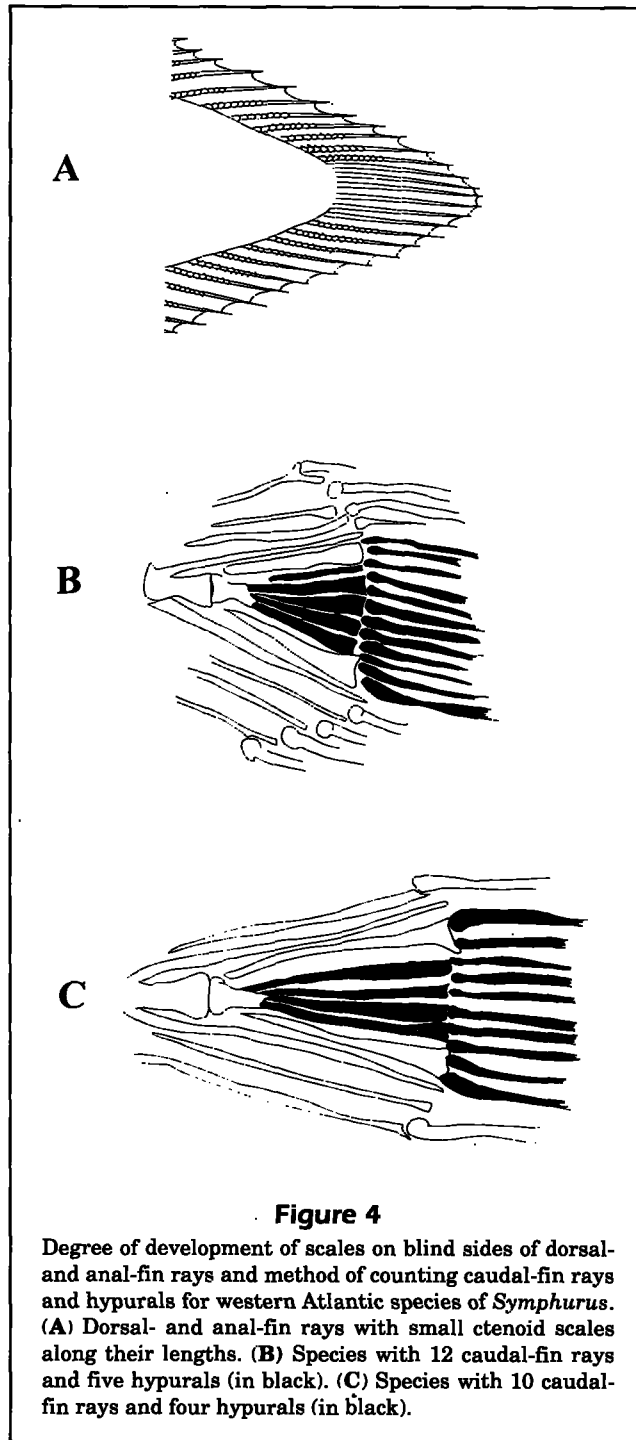 A
B
C
Figure 4
Degree of development of scales on blind sides of dorsal-
and anal-fin rays and method of counting caudal-fin rays
and hypurals for western Atlantic species of Symphurus.
(A) Dorsal- and anal-fin rays with small ctenoid scales
along their lengths. (B) Species with 12 caudal-fin rays
and five hypurals (in black). (C) Species with 10 caudal-
fin rays and four hypurals (in black).